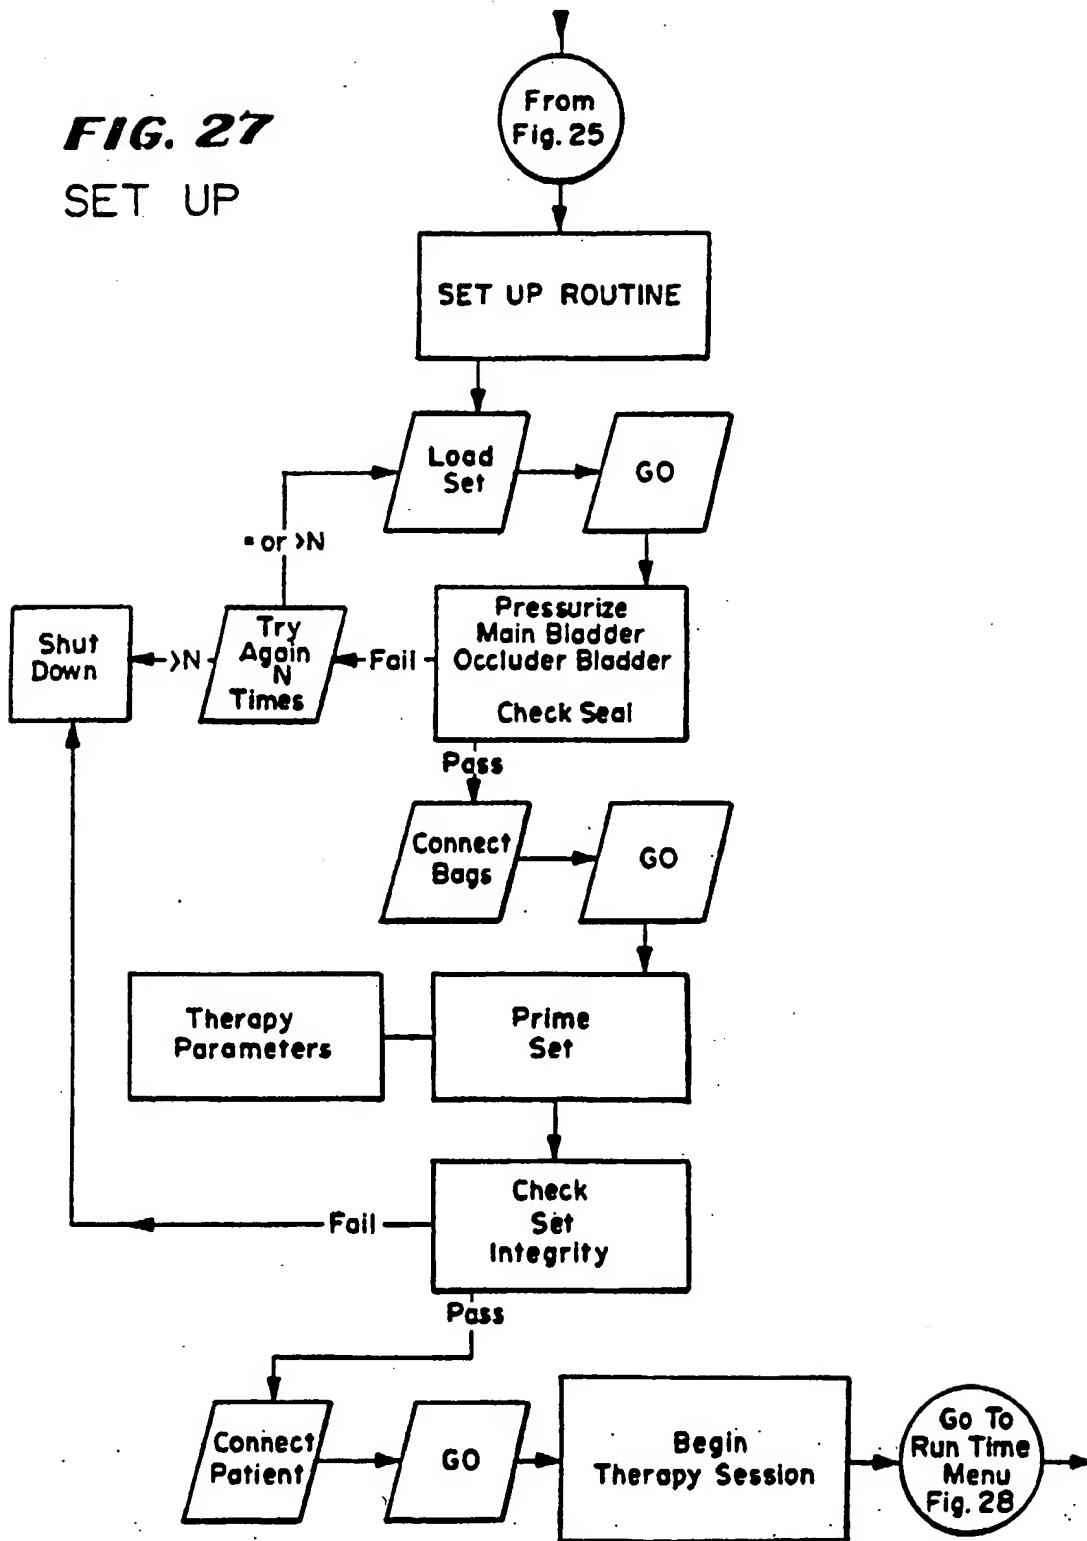 FIG. 27
SET UP
From
Fig. 25
SET UP ROUTINE
Load
Set
GO
= or >N
Pressurize
Main Bladder
Occluder Bladder
Check Seal
Fail
Try
Again
N
Times
>N
Shut
Down
Pass
Connect
Bags
GO
Therapy
Parameters
Prime
Set
Check
Set
Integrity
Fail
Pass
Connect
Patient
GO
Begin
Therapy Session
Go To
Run Time
Menu
Fig. 28